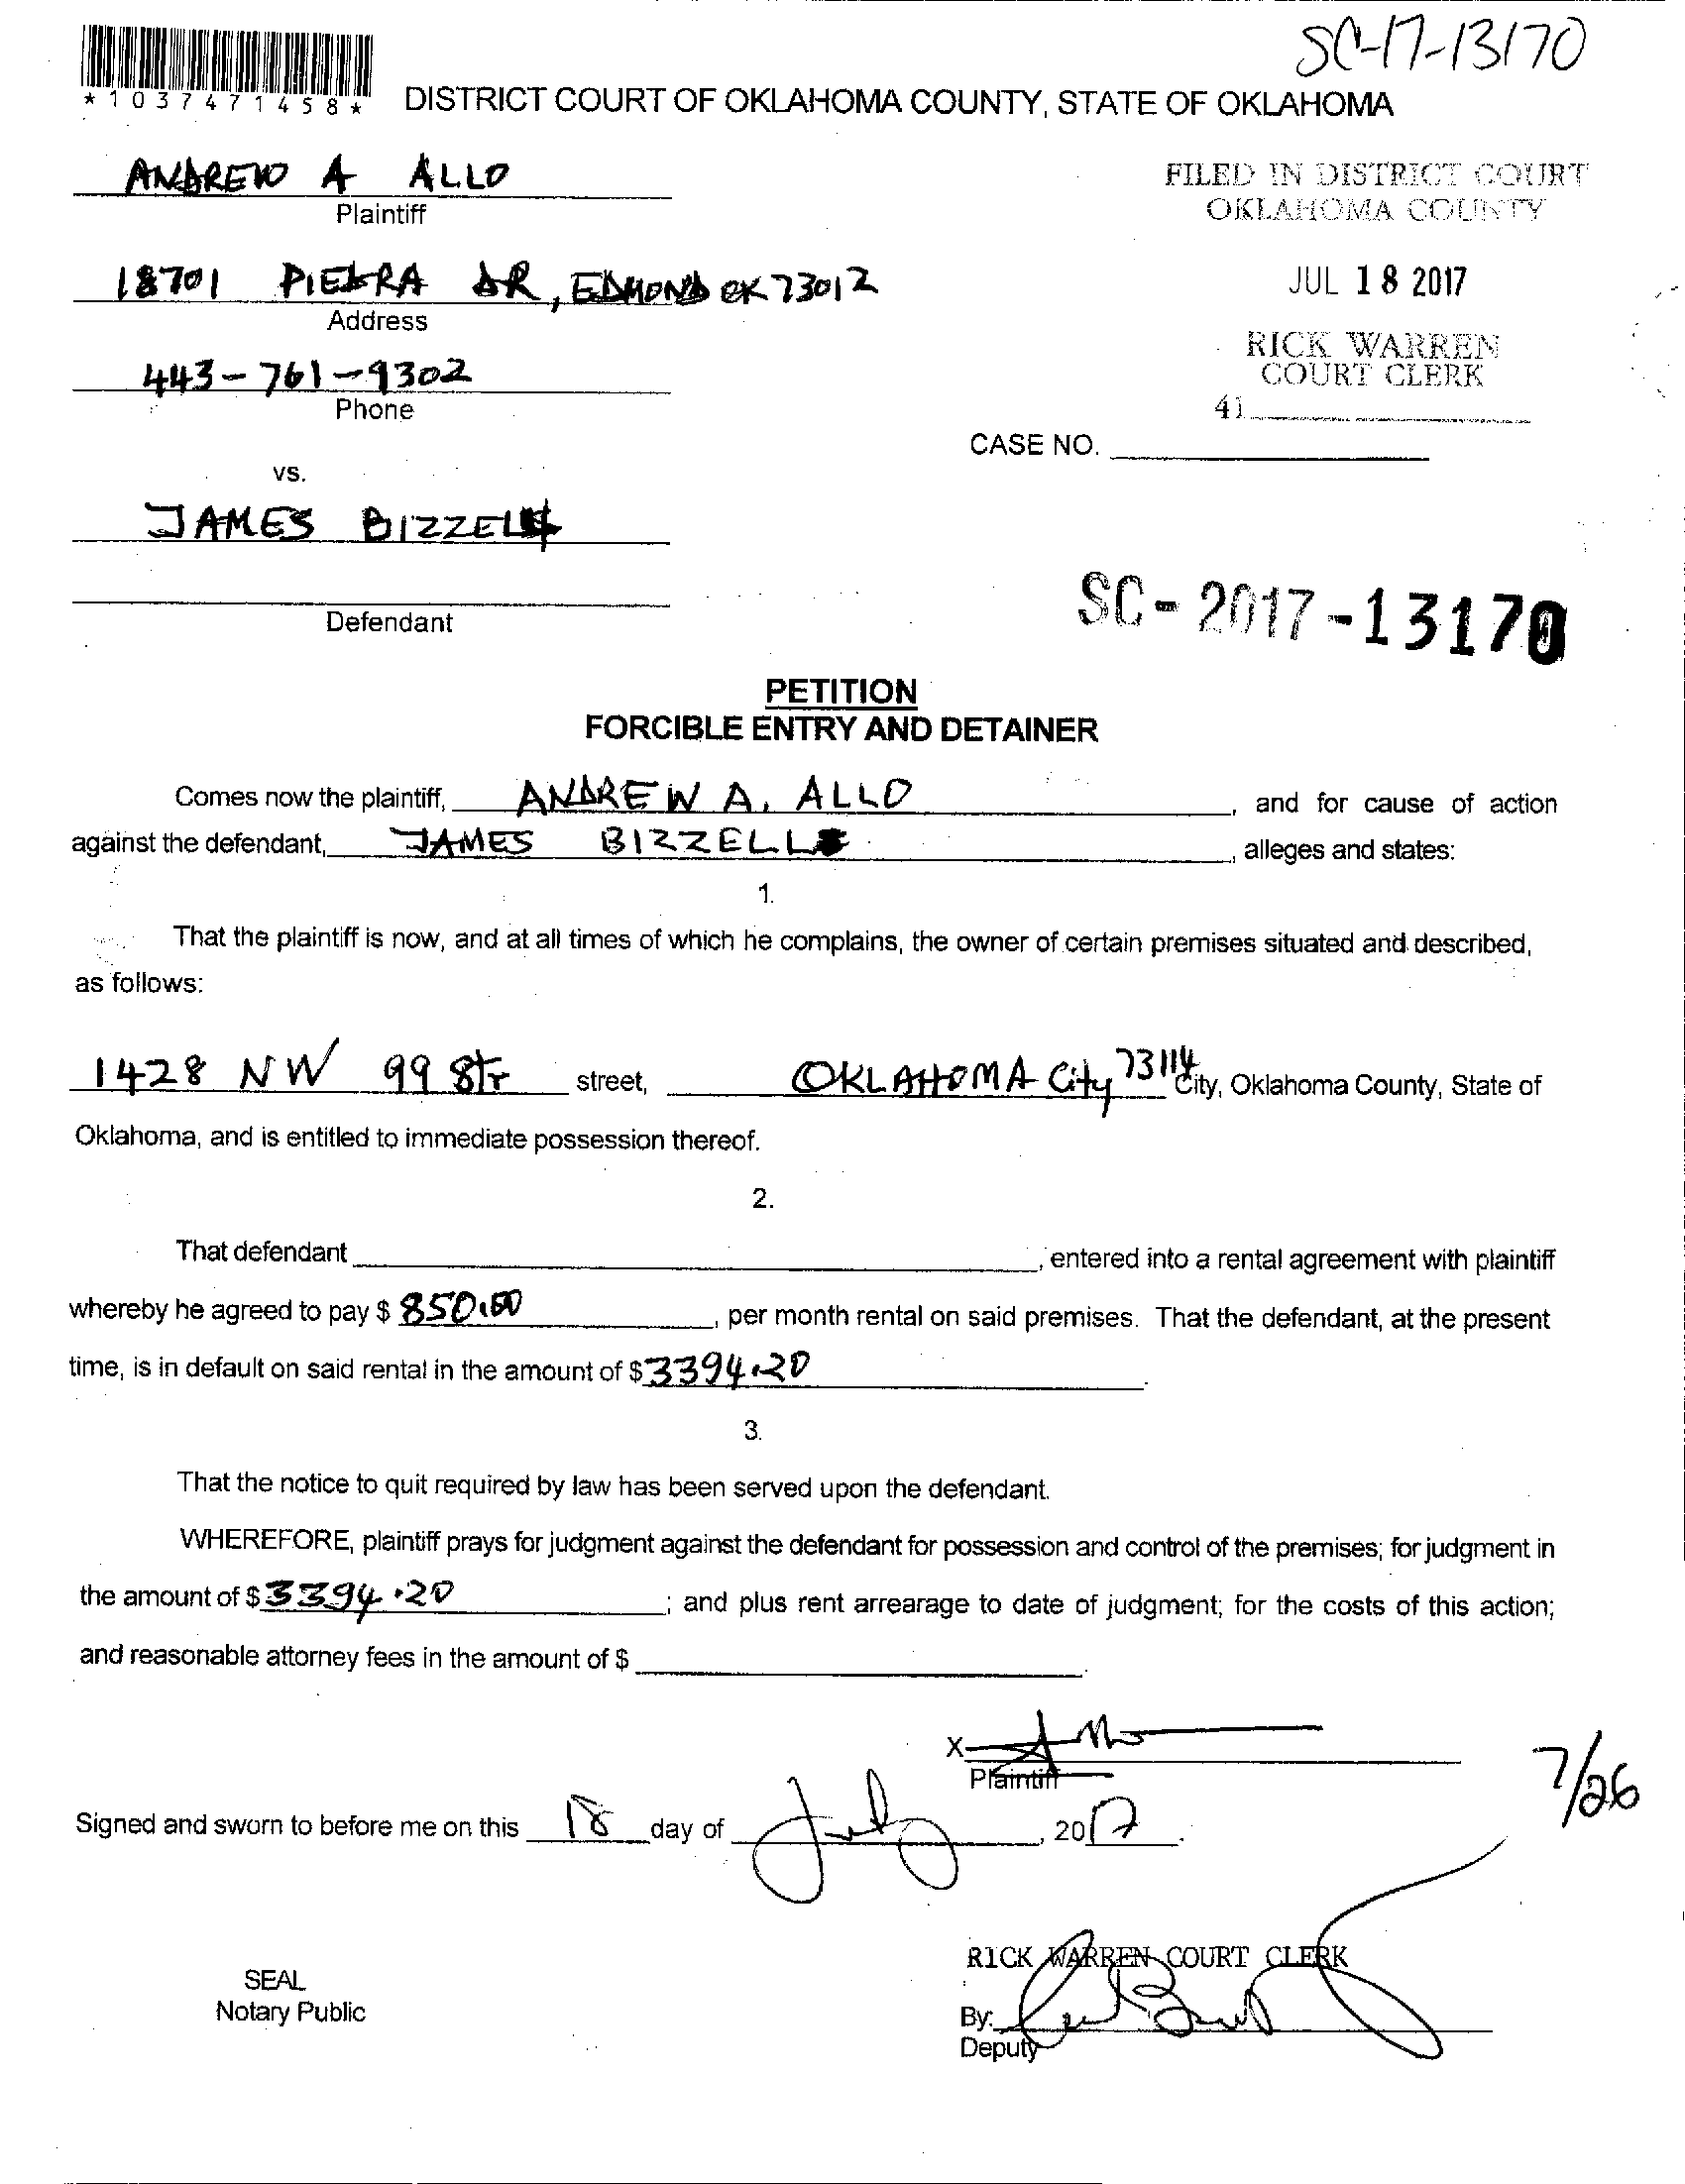 SC-17-13170
*1037471458*
DISTRICT COURT OF OKLAHOMA COUNTY, STATE OF OKLAHOMA
ANDREW A ALLO
Plaintiff
FILED IN DISTRICT COURT
OKLAHOMA COUNTY
18701 PIEDRA DR, EDMOND OK 73012
Address
JUL 18 2017
RICK WARREN
COURT CLERK
443-761-9302
Phone
41
CASE NO.
vs.
JAMES BIZZELL
Defendant
SC-2017-13170
PETITION
FORCIBLE ENTRY AND DETAINER
Comes now the plaintiff, ANDREW A. ALLO, and for cause of action
against the defendant, JAMES BIZZELL, alleges and states:
1.
That the plaintiff is now, and at all times of which he complains, the owner of certain premises situated and described,
as follows:
1428 NW 99 Str street, OKLAHOMA City 73114 City, Oklahoma County, State of
Oklahoma, and is entitled to immediate possession thereof.
2.
That defendant, entered into a rental agreement with plaintiff
whereby he agreed to pay $ 850.00, per month rental on said premises. That the defendant, at the present
time, is in default on said rental in the amount of $3394.20.
3.
That the notice to quit required by law has been served upon the defendant.
WHEREFORE, plaintiff prays for judgment against the defendant for possession and control of the premises; for judgment in
the amount of $3394.20; and plus rent arrearage to date of judgment; for the costs of this action;
and reasonable attorney fees in the amount of $.
X
Plaintiff
7/26
Signed and sworn to before me on this 18 day of July, 2017.
RICK WARREN COURT CLERK
SEAL
Notary Public
By:
Deputy